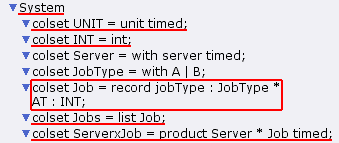 System
colset UNIT = unit timed;
colset INT = int;
colset Server = with server timed;
colset JobType = with A | B;
colset Job = record jobType : JobType *
AT : INT;
colset Jobs = list Job;
colset ServerxJob = product Server * Job timed;